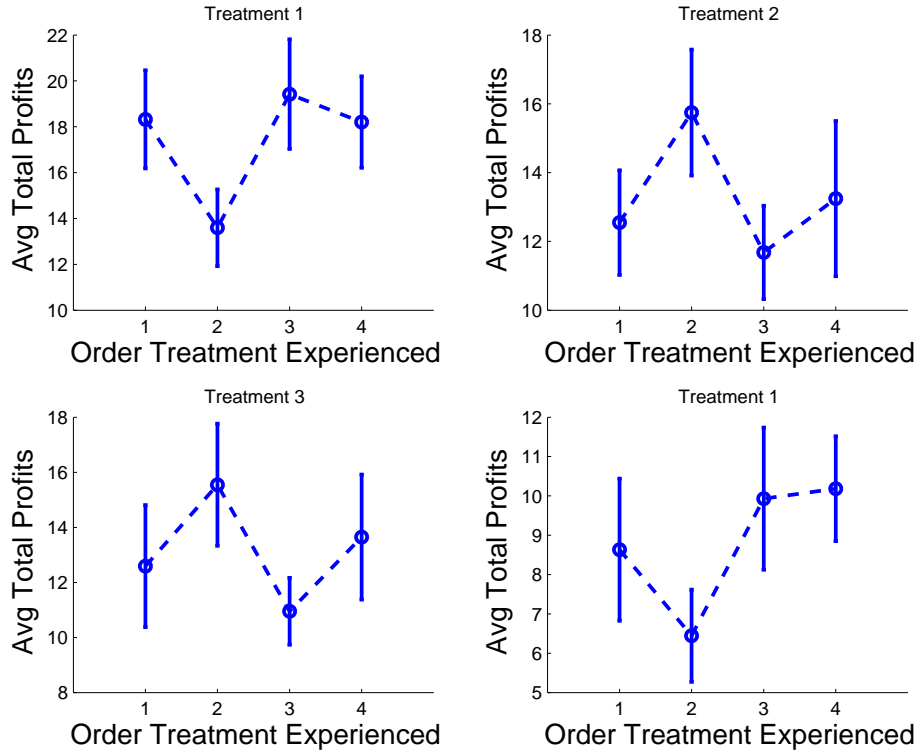 Treatment 1
Avg Total Profits
22
20
18
16
14
12
10
1 2 3 4
Order Treatment Experienced
Treatment 2
Avg Total Profits
18
16
14
12
10
1 2 3 4
Order Treatment Experienced
Treatment 3
Avg Total Profits
18
16
14
12
10
8
1 2 3 4
Order Treatment Experienced
Treatment 1
Avg Total Profits
12
11
10
9
8
7
6
5
1 2 3 4
Order Treatment Experienced